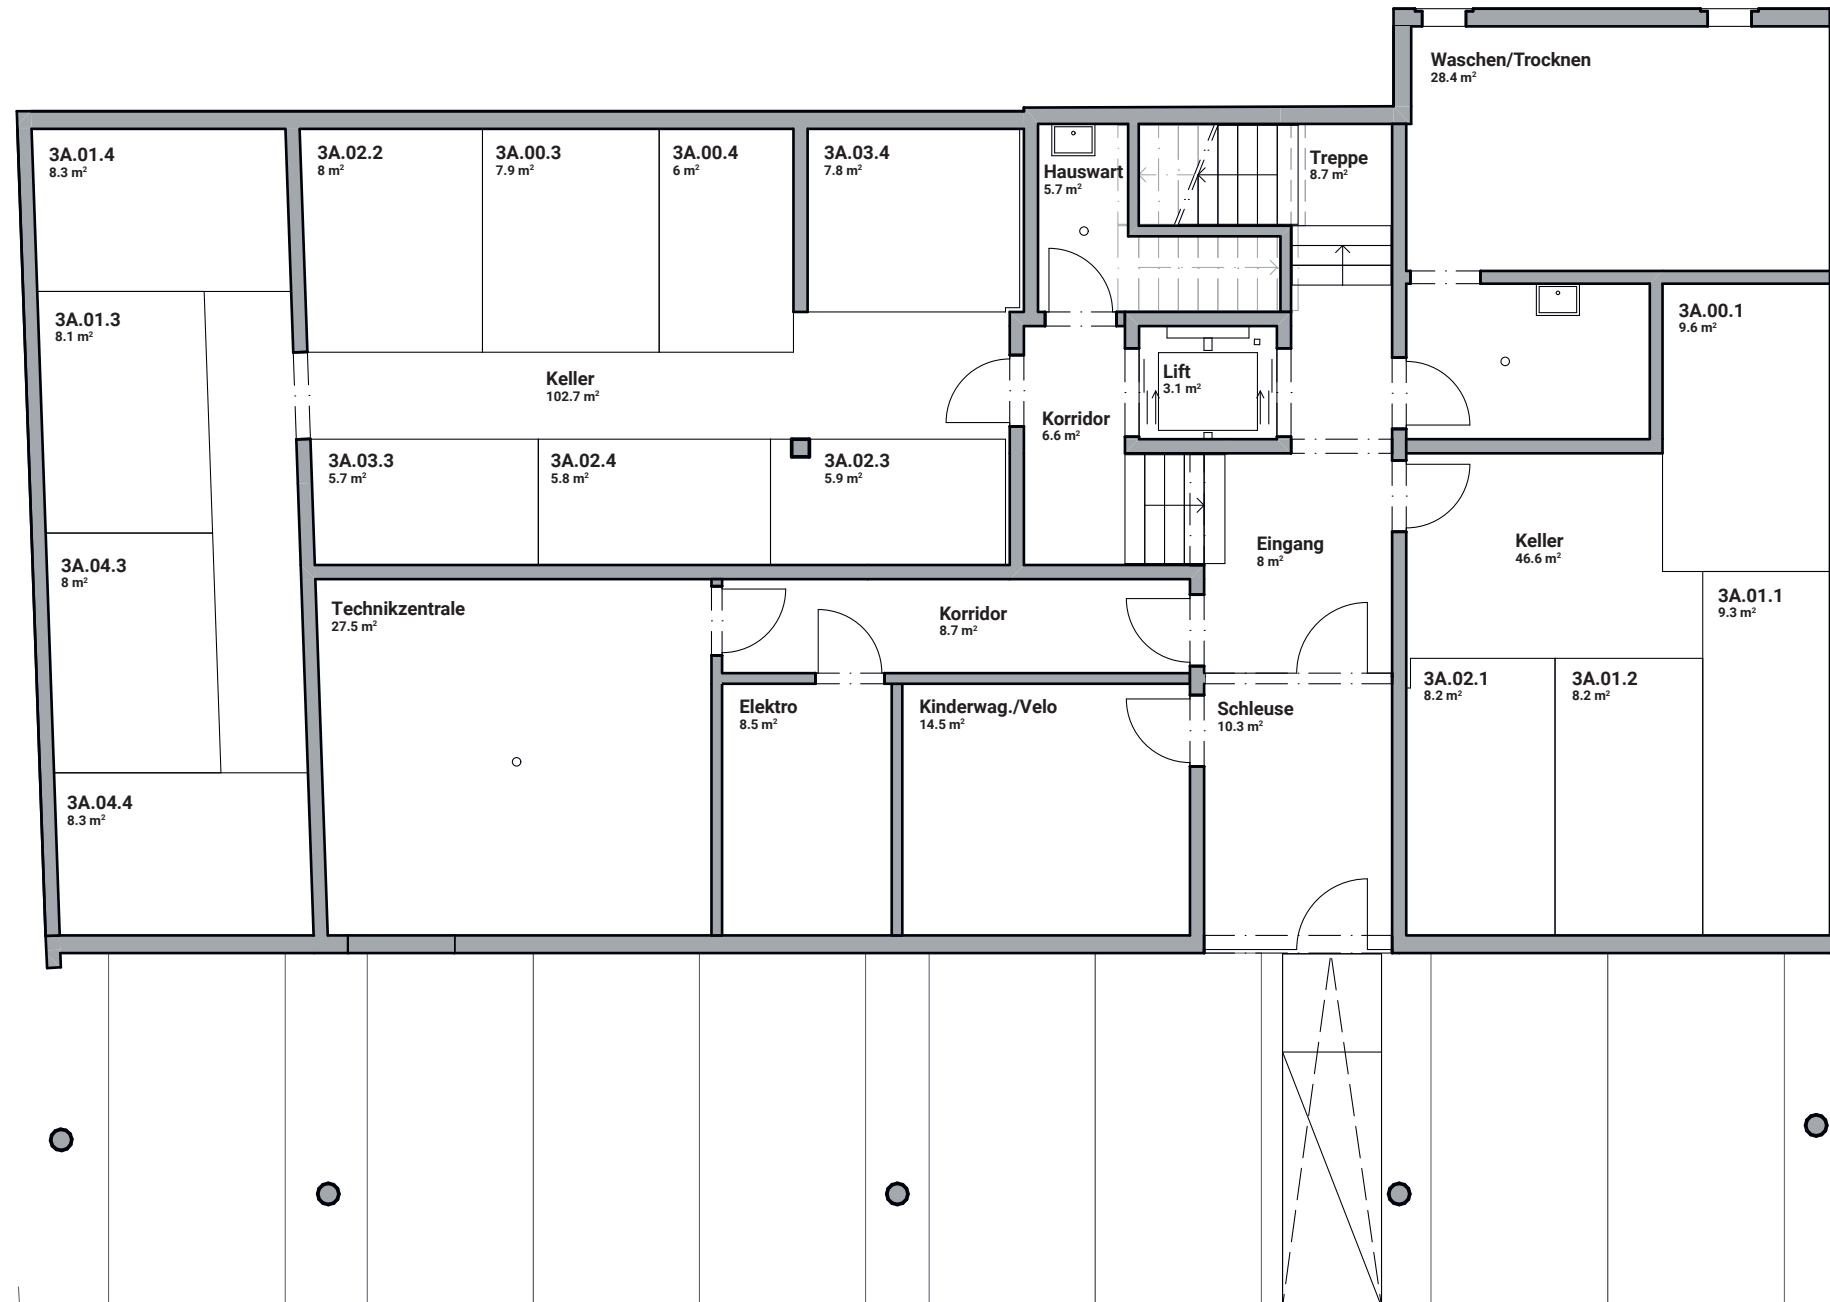 Waschen/Trocknen
28.4 m²
3A.01.4
8.3 m²
3A.02.2
8 m²
3A.00.3
7.9 m²
3A.00.4
6 m²
3A.03.4
7.8 m²
Hauswart
5.7 m²
Treppe
8.7 m²
3A.01.3
8.1 m²
3A.00.1
9.6 m²
Keller
102.7 m²
Lift
3.1 m²
Korridor
6.6 m²
3A.03.3
5.7 m²
3A.02.4
5.8 m²
3A.02.3
5.9 m²
Eingang
8 m²
Keller
46.6 m²
3A.04.3
8 m²
3A.01.1
9.3 m²
Technikzentrale
27.5 m²
Korridor
8.7 m²
3A.02.1
8.2 m²
3A.01.2
8.2 m²
Elektro
8.5 m²
Kinderwag./Velo
14.5 m²
Schleuse
10.3 m²
3A.04.4
8.3 m²